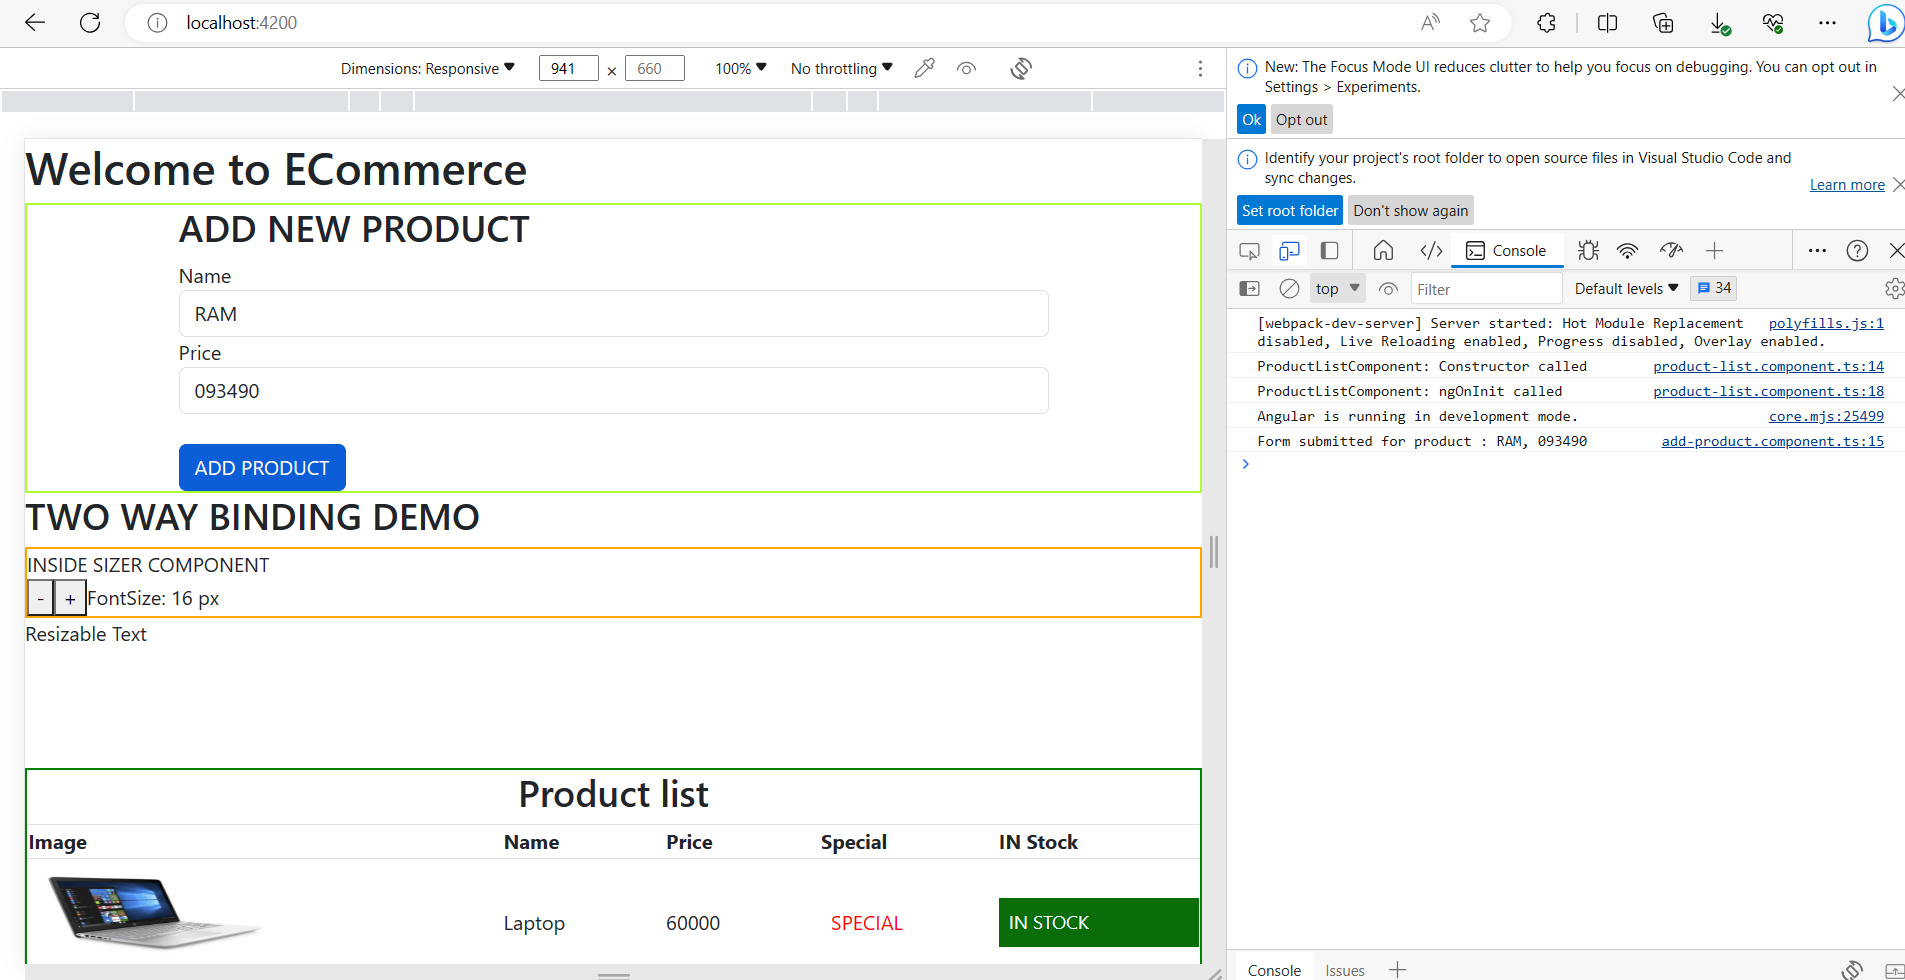 localhost:4200
Dimensions: Responsive 941 × 660 100% No throttling
Welcome to ECommerce
ADD NEW PRODUCT
Name
RAM
Price
093490
ADD PRODUCT
TWO WAY BINDING DEMO
INSIDE SIZER COMPONENT
- + FontSize: 16 px
Resizable Text
Product list
Image Name Price Special IN Stock
Laptop 60000 SPECIAL IN STOCK
New: The Focus Mode UI reduces clutter to help you focus on debugging. You can opt out in
Settings > Experiments.
Ok Opt out
Identify your project's root folder to open source files in Visual Studio Code and
sync changes.
Learn more
Set root folder Don't show again
Console
top Filter Default levels 34
[webpack-dev-server] Server started: Hot Module Replacement polyfills.js:1
disabled, Live Reloading enabled, Progress disabled, Overlay enabled.
ProductListComponent: Constructor called product-list.component.ts:14
ProductListComponent: ngOnInit called product-list.component.ts:18
Angular is running in development mode. core.mjs:25499
Form submitted for product : RAM, 093490 add-product.component.ts:15
Console Issues